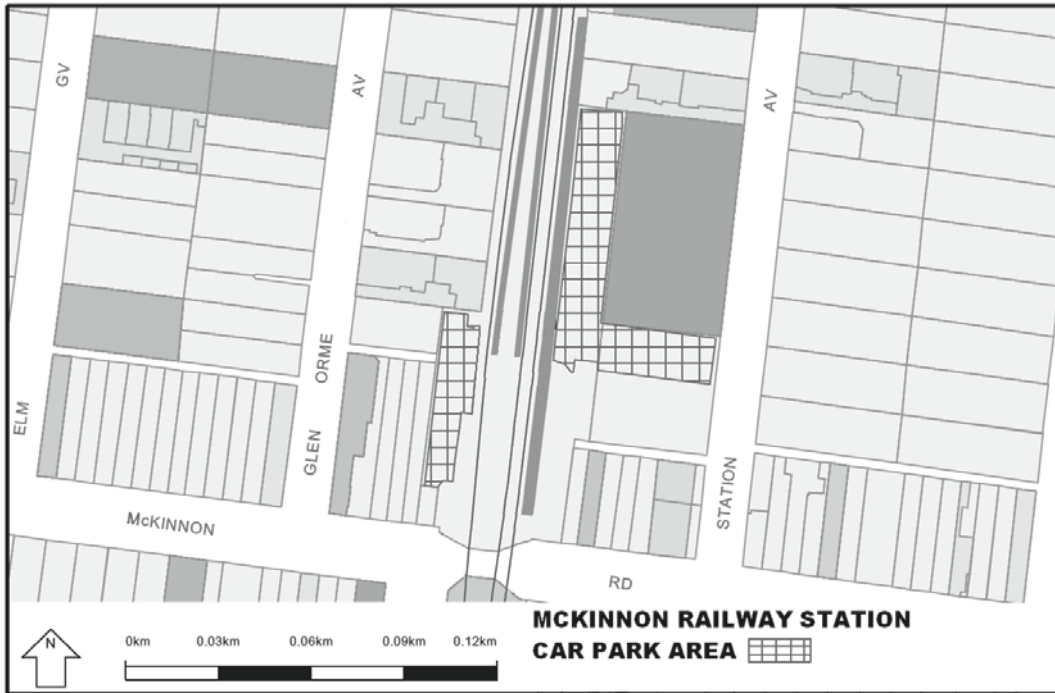 GV
AV
AV
ELM
GLEN ORME
STATION
McKINNON
RD
N
0km 0.03km 0.06km 0.09km 0.12km
MCKINNON RAILWAY STATION
CAR PARK AREA